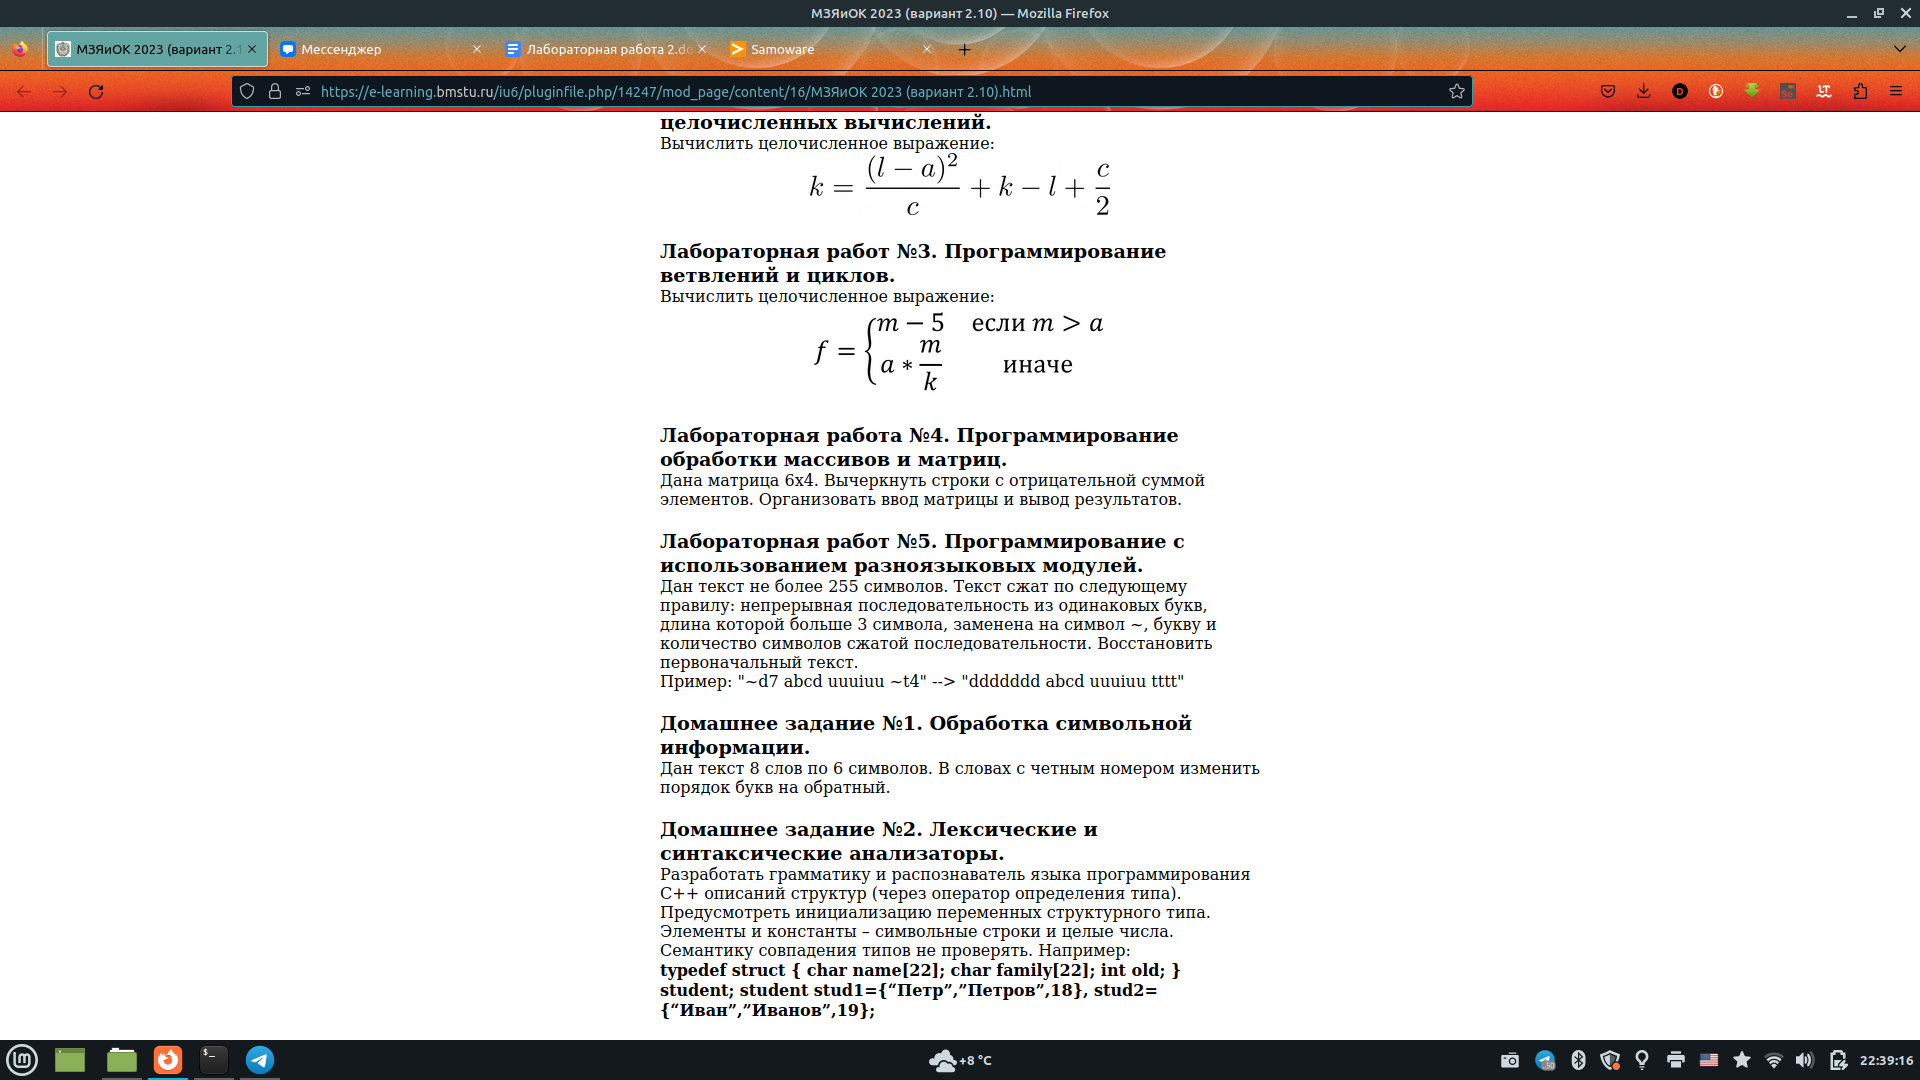 МЗЯиОК 2023 (вариант 2.10) — Mozilla Firefox
МЗЯиОК 2023 (вариант 2.1
Мессенджер
Лабораторная работа 2.do
Samoware
https://e-learning.bmstu.ru/iu6/pluginfile.php/14247/mod_page/content/16/МЗЯиОК 2023 (вариант 2.10).html
целочисленных вычислений.
Вычислить целочисленное выражение:
k = (l − a)² / c + k − l + c / 2
Лабораторная работ №3. Программирование
ветвлений и циклов.
Вычислить целочисленное выражение:
f = { m − 5 если m > a
a * m / k иначе
Лабораторная работа №4. Программирование
обработки массивов и матриц.
Дана матрица 6x4. Вычеркнуть строки с отрицательной суммой
элементов. Организовать ввод матрицы и вывод результатов.
Лабораторная работ №5. Программирование с
использованием разноязыковых модулей.
Дан текст не более 255 символов. Текст сжат по следующему
правилу: непрерывная последовательность из одинаковых букв,
длина которой больше 3 символа, заменена на символ ~, букву и
количество символов сжатой последовательности. Восстановить
первоначальный текст.
Пример: "~d7 abcd uuuiuu ~t4" --> "ddddddd abcd uuuiuu tttt"
Домашнее задание №1. Обработка символьной
информации.
Дан текст 8 слов по 6 символов. В словах с четным номером изменить
порядок букв на обратный.
Домашнее задание №2. Лексические и
синтаксические анализаторы.
Разработать грамматику и распознаватель языка программирования
С++ описаний структур (через оператор определения типа).
Предусмотреть инициализацию переменных структурного типа.
Элементы и константы – символьные строки и целые числа.
Семантику совпадения типов не проверять. Например:
typedef struct { char name[22]; char family[22]; int old; }
student; student stud1={“Петр”,”Петров”,18}, stud2=
{“Иван”,”Иванов”,19};
+8 °C
22:39:16